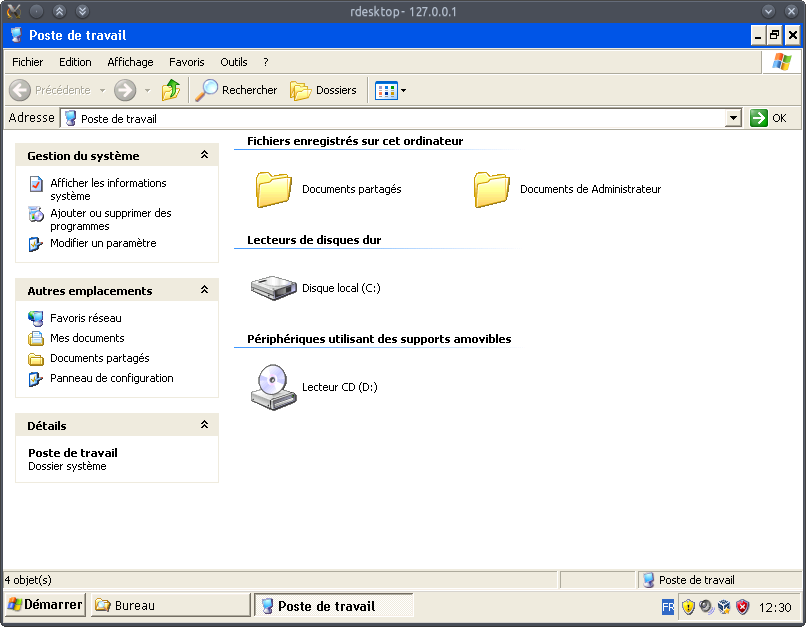 rdesktop - 127.0.0.1
Poste de travail
Fichier Edition Affichage Favoris Outils ?
Précédente Rechercher Dossiers
Adresse Poste de travail OK
Gestion du système
Afficher les informations
système
Ajouter ou supprimer des
programmes
Modifier un paramètre
Autres emplacements
Favoris réseau
Mes documents
Documents partagés
Panneau de configuration
Détails
Poste de travail
Dossier système
Fichiers enregistrés sur cet ordinateur
Documents partagés Documents de Administrateur
Lecteurs de disques dur
Disque local (C:)
Périphériques utilisant des supports amovibles
Lecteur CD (D:)
4 objet(s) Poste de travail
Démarrer Bureau Poste de travail FR 12:30